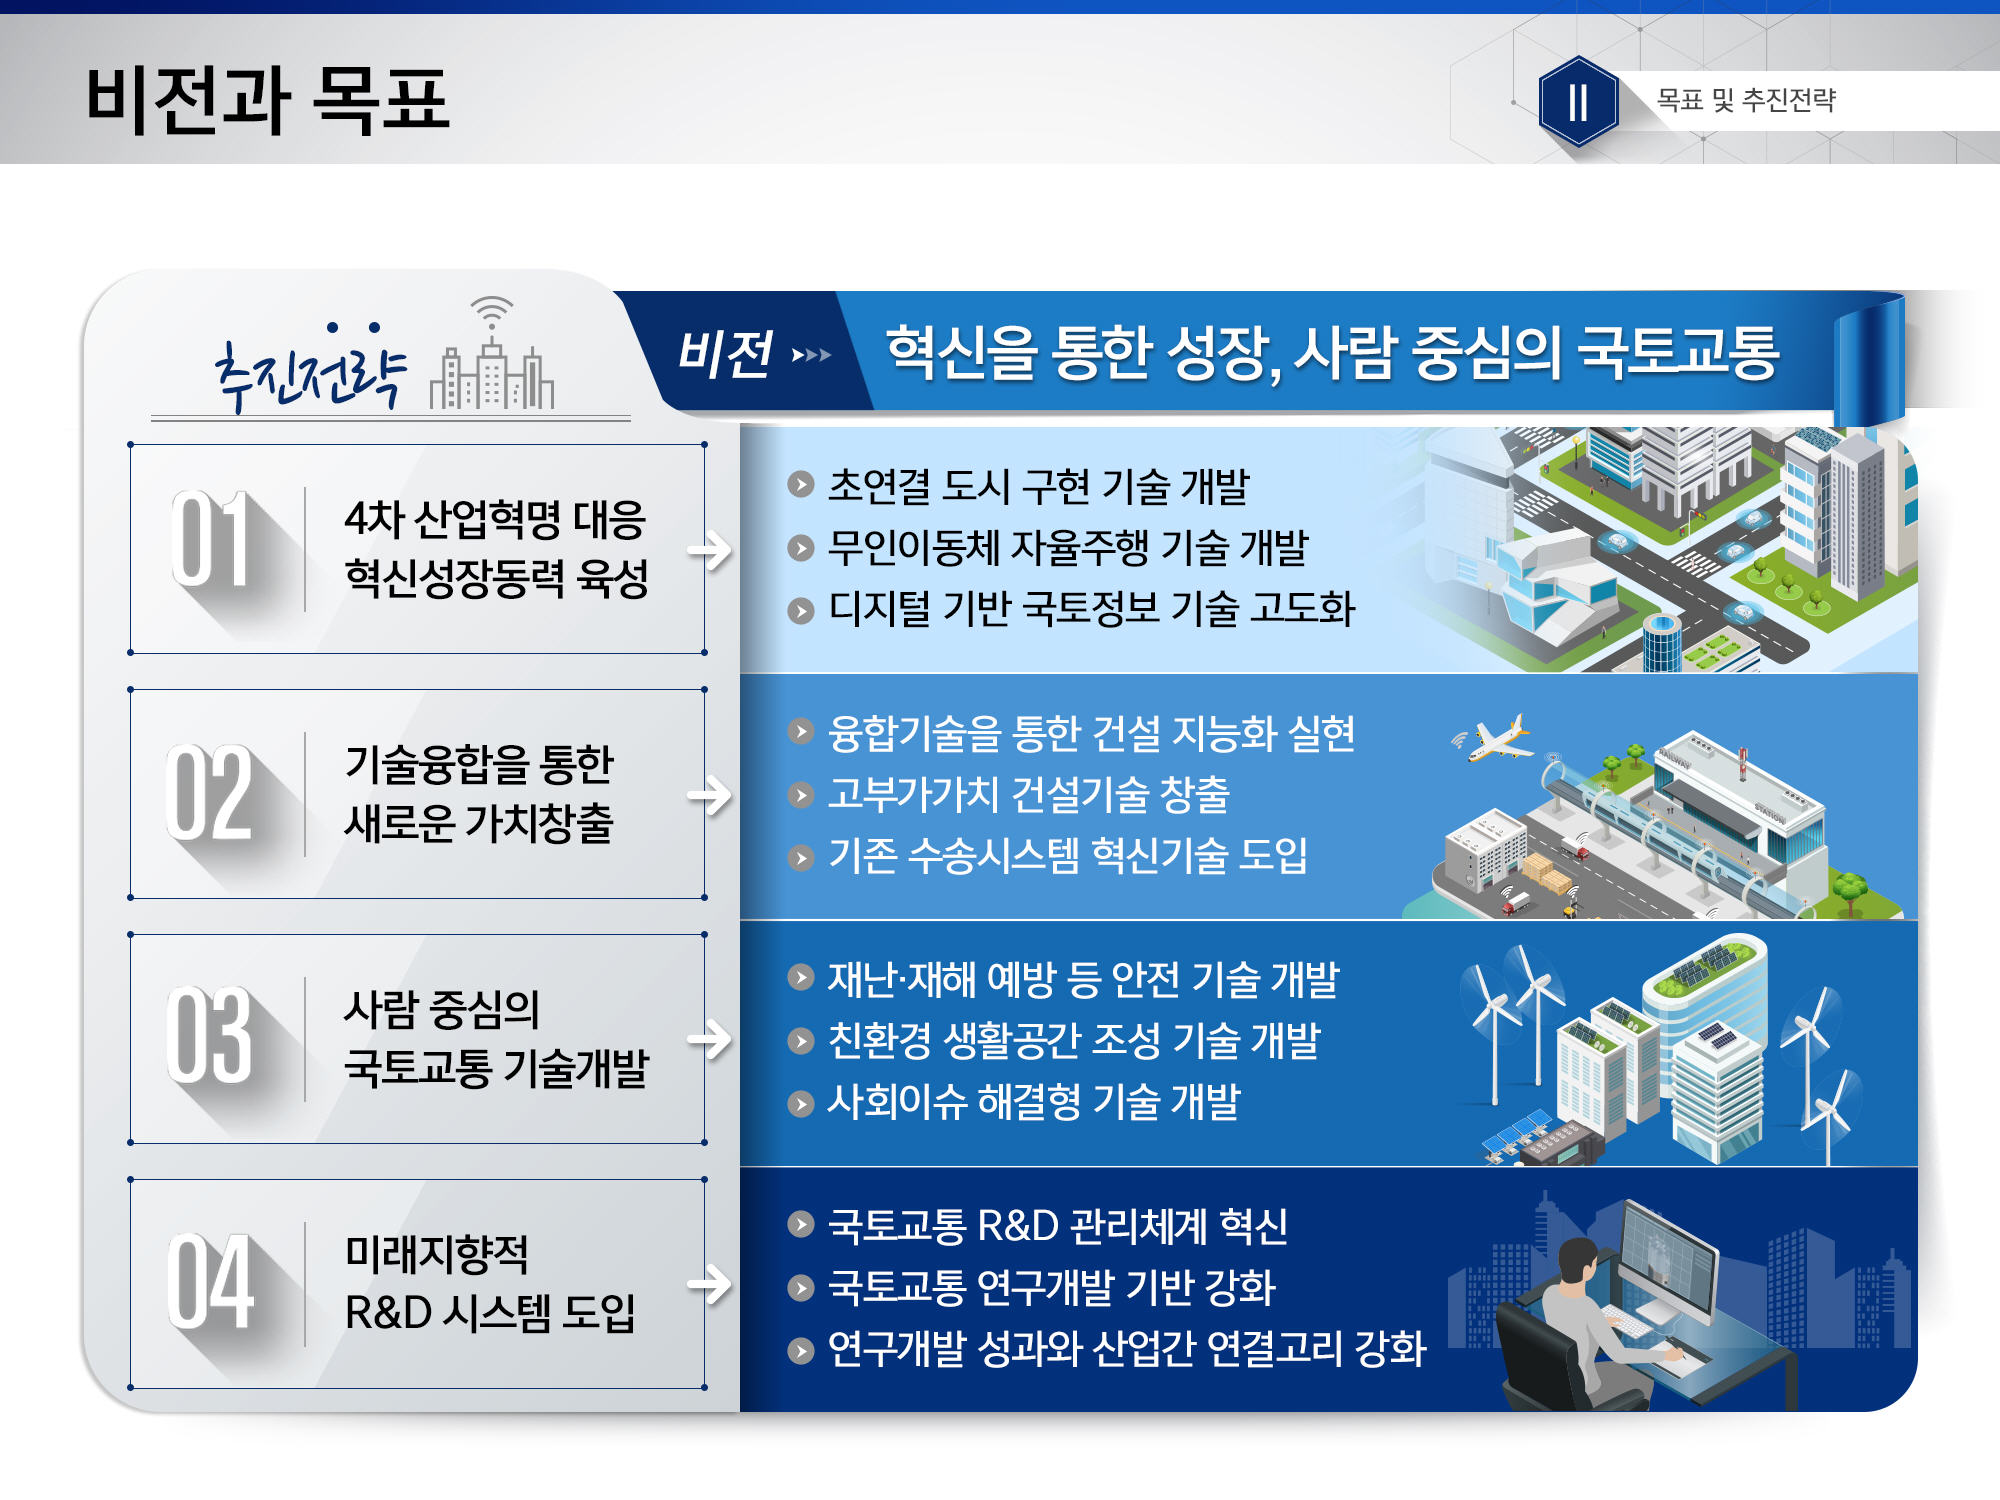 비전과 목표
II
목표 및 추진전략
추진전략
비전
혁신을 통한 성장, 사람 중심의 국토교통
01
4차 산업혁명 대응
혁신성장동력 육성
초연결 도시 구현 기술 개발
무인이동체 자율주행 기술 개발
디지털 기반 국토정보 기술 고도화
02
기술융합을 통한
새로운 가치창출
융합기술을 통한 건설 지능화 실현
고부가가치 건설기술 창출
기존 수송시스템 혁신기술 도입
RAILWAY
STATION
03
사람 중심의
국토교통 기술개발
재난·재해 예방 등 안전 기술 개발
친환경 생활공간 조성 기술 개발
사회이슈 해결형 기술 개발
04
미래지향적
R&D 시스템 도입
국토교통 R&D 관리체계 혁신
국토교통 연구개발 기반 강화
연구개발 성과와 산업간 연결고리 강화